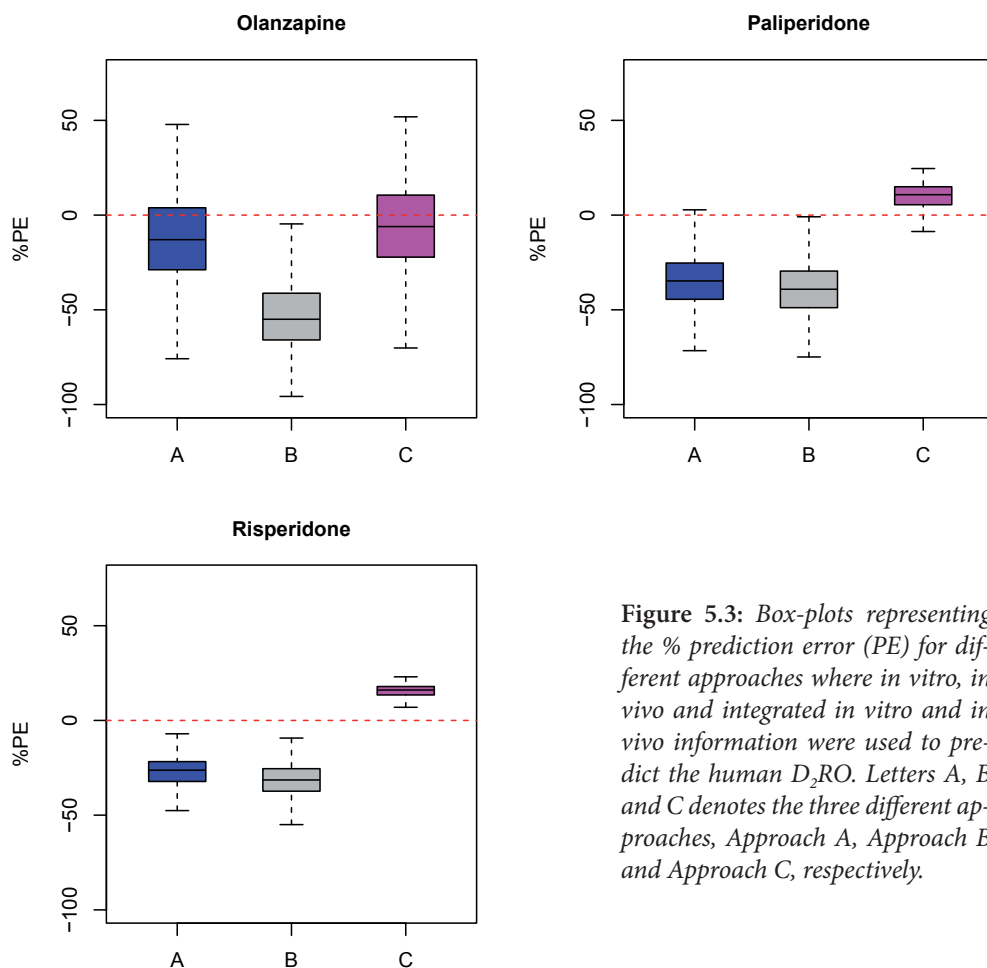 Olanzapine
%PE
50
0
−50
−100
A B C
Paliperidone
%PE
50
0
−50
−100
A B C
Risperidone
%PE
50
0
−50
−100
A B C
Figure 5.3: Box-plots representing
the % prediction error (PE) for dif-
ferent approaches where in vitro, in
vivo and integrated in vitro and in
vivo information were used to pre-
dict the human D₂RO. Letters A, B
and C denotes the three different ap-
proaches, Approach A, Approach B
and Approach C, respectively.